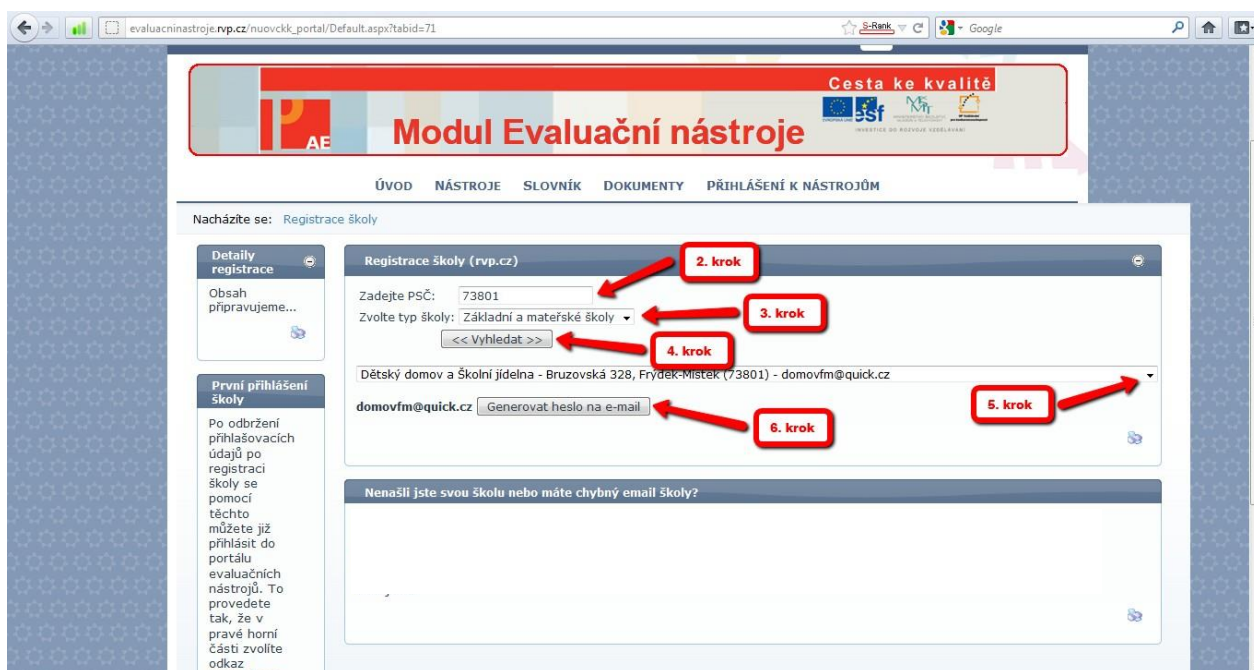 evaluacninastroje.rvp.cz/nuovckk_portal/Default.aspx?tabid=71
S-Rank
Google
Cesta ke kvalitě
AE
Modul Evaluační nástroje
esf
INVESTICE DO ROZVOJE VZDĚLÁVÁNÍ
ÚVOD NÁSTROJE SLOVNÍK DOKUMENTY PŘIHLÁŠENÍ K NÁSTROJŮM
Nacházíte se: Registrace školy
Detaily
registrace
Obsah
připravujeme...
První přihlášení
školy
Po odbržení
přihlašovacích
údajů po
registraci
školy se
pomocí
těchto
můžete již
přihlásit do
portálu
evaluačních
nástrojů. To
provedete
tak, že v
pravé horní
části zvolíte
odkaz
Registrace školy (rvp.cz)
2. krok
Zadejte PSČ: 73801
Zvolte typ školy: Základní a mateřské školy
3. krok
<< Vyhledat >>
4. krok
Dětský domov a Školní jídelna - Bruzovská 328, Frýdek-Místek (73801) - domovfm@quick.cz
5. krok
domovfm@quick.cz Generovat heslo na e-mail
6. krok
Nenašli jste svou školu nebo máte chybný email školy?